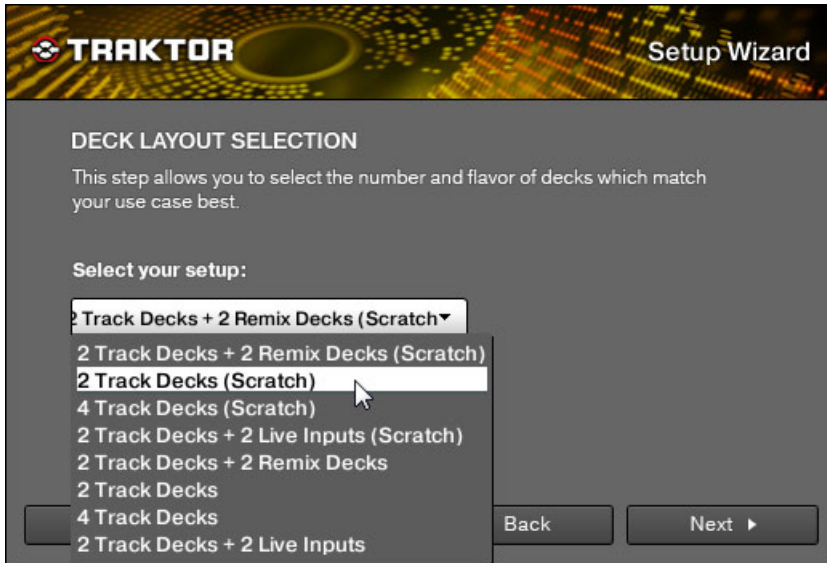 TRAKTOR
Setup Wizard
DECK LAYOUT SELECTION
This step allows you to select the number and flavor of decks which match
your use case best.
Select your setup:
2 Track Decks + 2 Remix Decks (Scratch
2 Track Decks + 2 Remix Decks (Scratch)
2 Track Decks (Scratch)
4 Track Decks (Scratch)
2 Track Decks + 2 Live Inputs (Scratch)
2 Track Decks + 2 Remix Decks
2 Track Decks
4 Track Decks
2 Track Decks + 2 Live Inputs
Back
Next